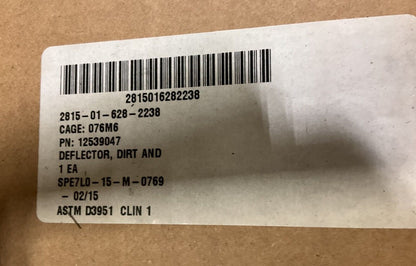 2815016282238
2815-01-628-2238
CAGE: 076M6
PN: 12539047
DEFLECTOR, DIRT AND
1 EA
SPE7L0-15-M-0769
- 02/15
ASTM D3951 CLIN 1